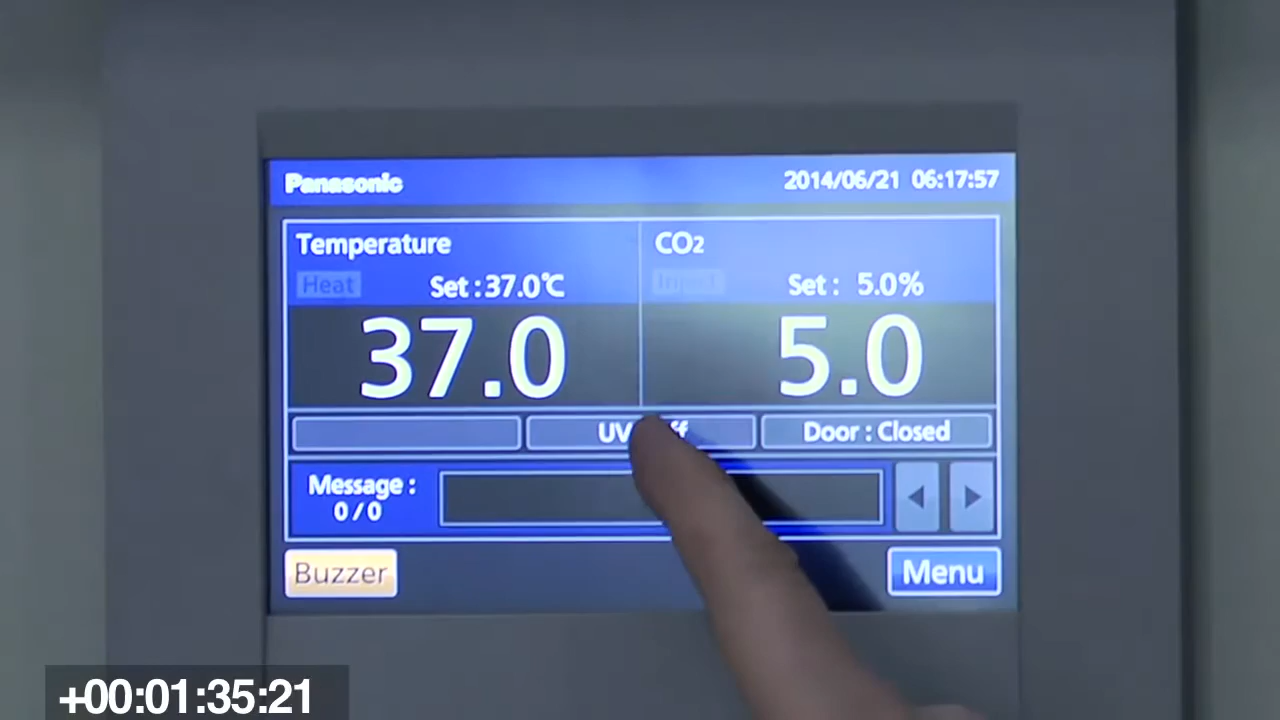 Panasonic 2014/06/21 06:17:57
Temperature CO2
Heat Set :37.0℃ Set : 5.0%
37.0 5.0
UV Door : Closed
Message :
0 / 0
Buzzer Menu
+00:01:35:21